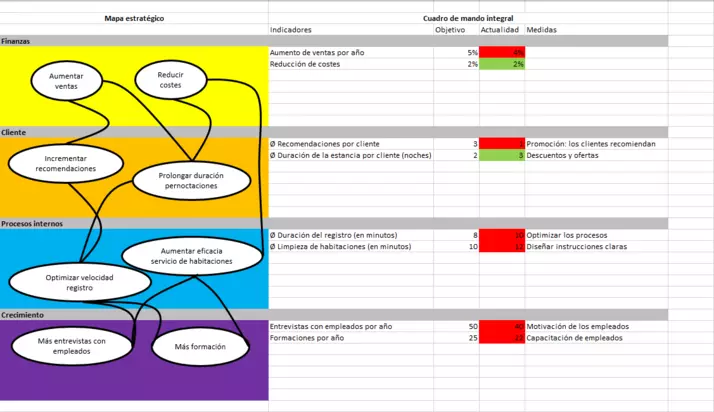 Mapa estratégico Cuadro de mando integral
Indicadores Objetivo Actualidad Medidas
Finanzas
Aumento de ventas por año 5% 4%
Reducción de costes 2% 2%
Aumentar
ventas
Reducir
costes
Cliente
Ø Recomendaciones por cliente 3 Promoción: los clientes recomiendan
Ø Duración de la estancia por cliente (noches) 2 3 Descuentos y ofertas
Incrementar
recomendaciones
Prolongar duración
pernoctaciones
Procesos internos
Ø Duración del registro (en minutos) 8 10 Optimizar los procesos
Ø Limpieza de habitaciones (en minutos) 10 12 Diseñar instrucciones claras
Aumentar eficacia
servicio de habitaciones
Optimizar velocidad
registro
Crecimiento
Entrevistas con empleados por año 50 40 Motivación de los empleados
Formaciones por año 25 Capacitación de empleados
Más entrevistas con
empleados
Más formación